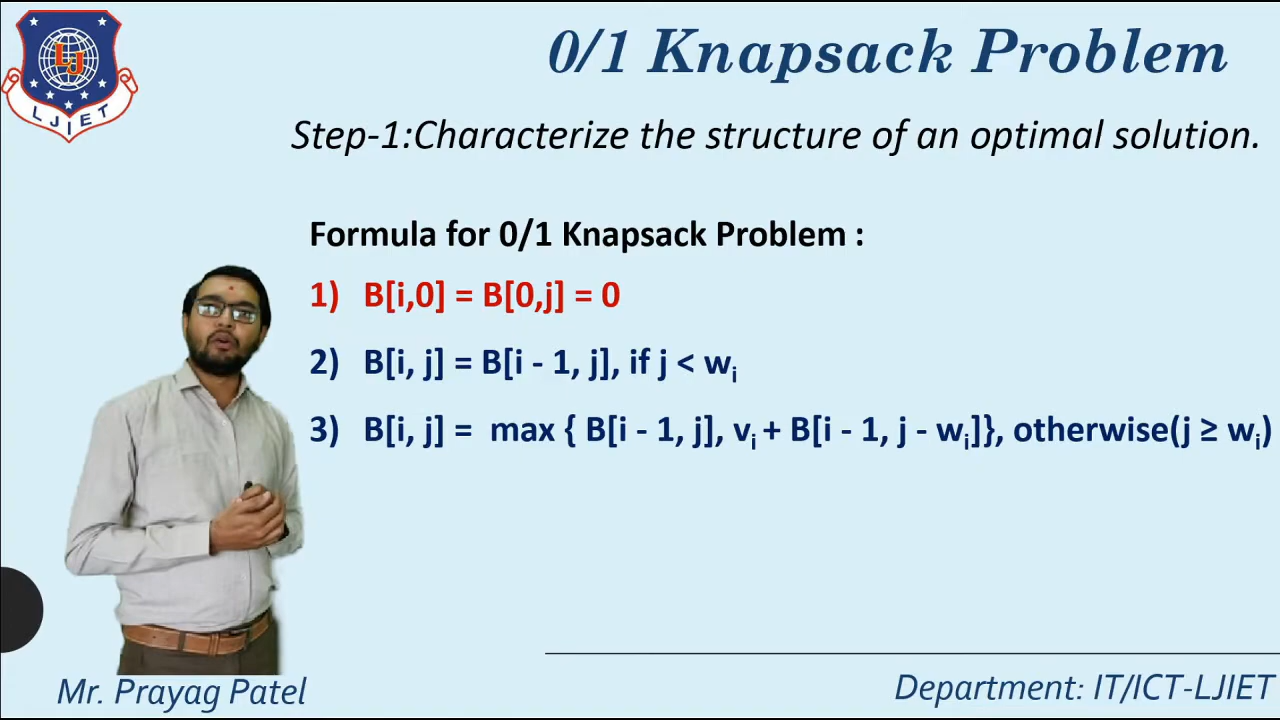 LJ
LJIET
0/1 Knapsack Problem
Step-1:Characterize the structure of an optimal solution.
Formula for 0/1 Knapsack Problem :
1) B[i,0] = B[0,j] = 0
2) B[i, j] = B[i - 1, j], if j < wᵢ
3) B[i, j] = max { B[i - 1, j], vᵢ + B[i - 1, j - wᵢ]}, otherwise(j ≥ wᵢ)
Mr. Prayag Patel
Department: IT/ICT-LJIET